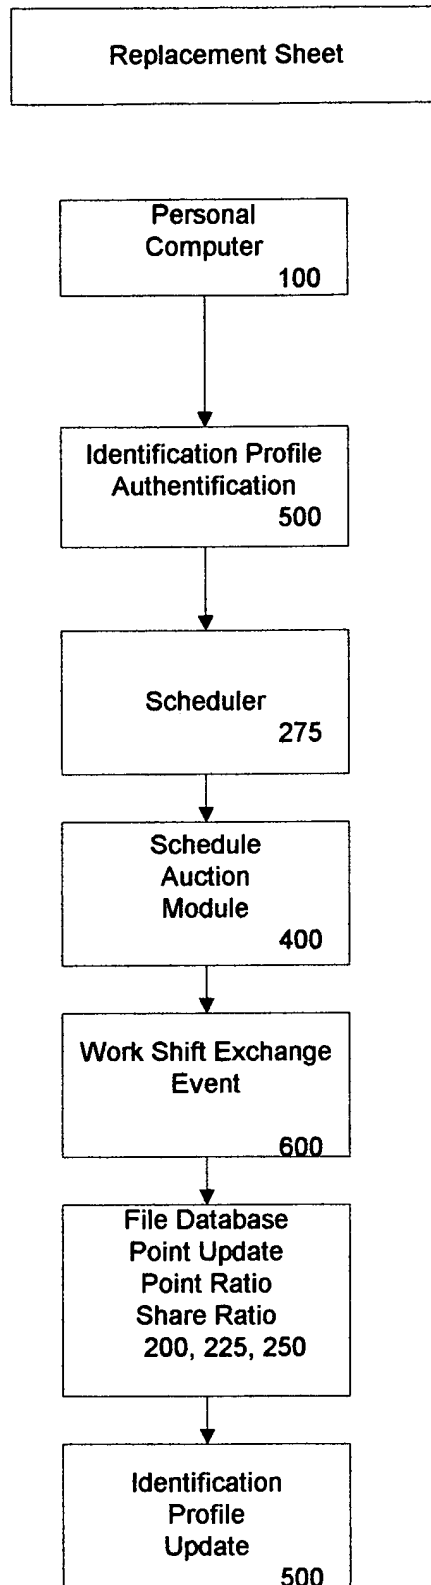 Replacement Sheet
Personal
Computer
100
Identification Profile
Authentification
500
Scheduler
275
Schedule
Auction
Module
400
Work Shift Exchange
Event
600
File Database
Point Update
Point Ratio
Share Ratio
200, 225, 250
Identification
Profile
Update
500